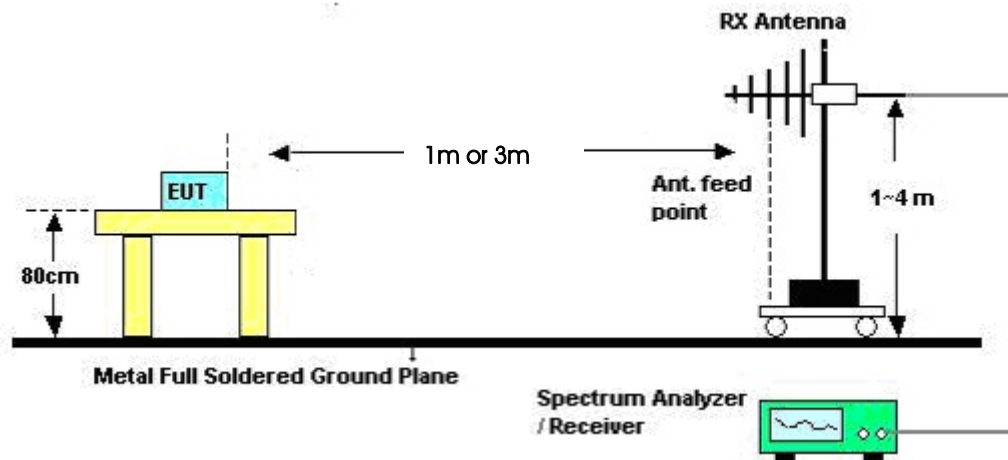 RX Antenna
1m or 3m
EUT
Ant. feed
point
1~4 m
80cm
Metal Full Soldered Ground Plane
Spectrum Analyzer
/ Receiver